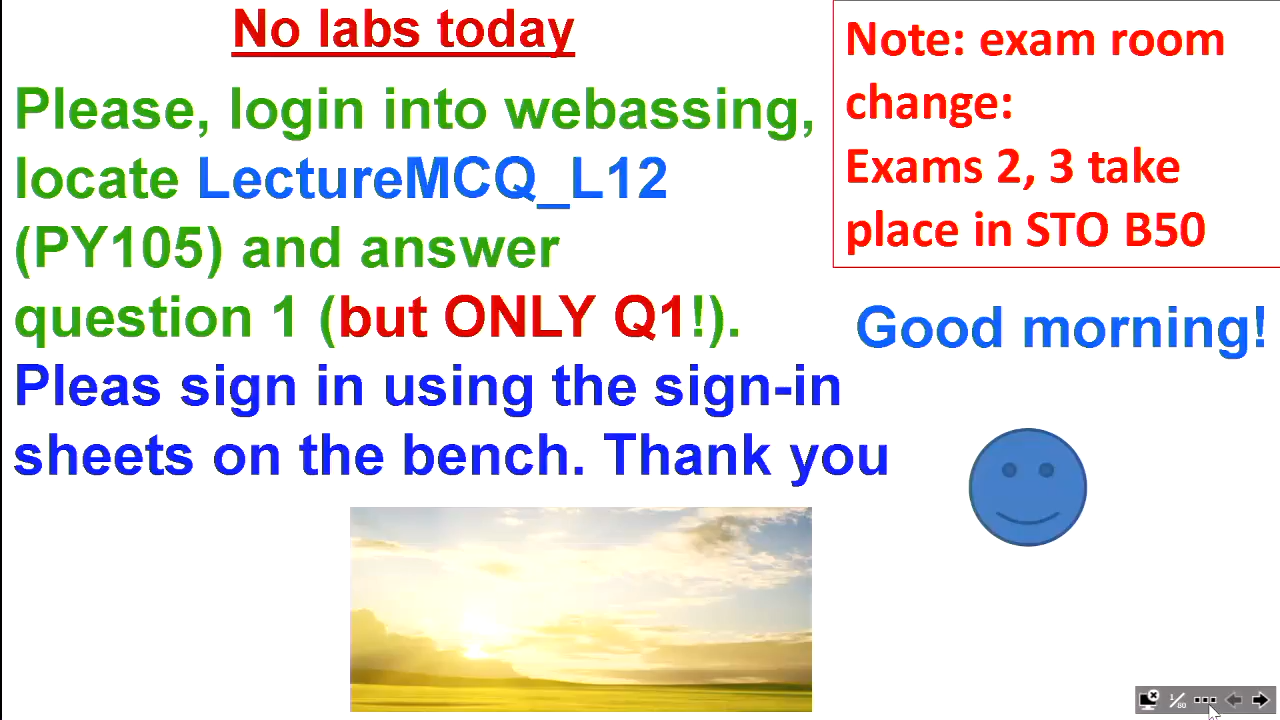 No labs today
Please, login into webassing,
locate LectureMCQ_L12
(PY105) and answer
question 1 (but ONLY Q1!).
Pleas sign in using the sign-in
sheets on the bench. Thank you
Note: exam room
change:
Exams 2, 3 take
place in STO B50
Good morning!
1/80